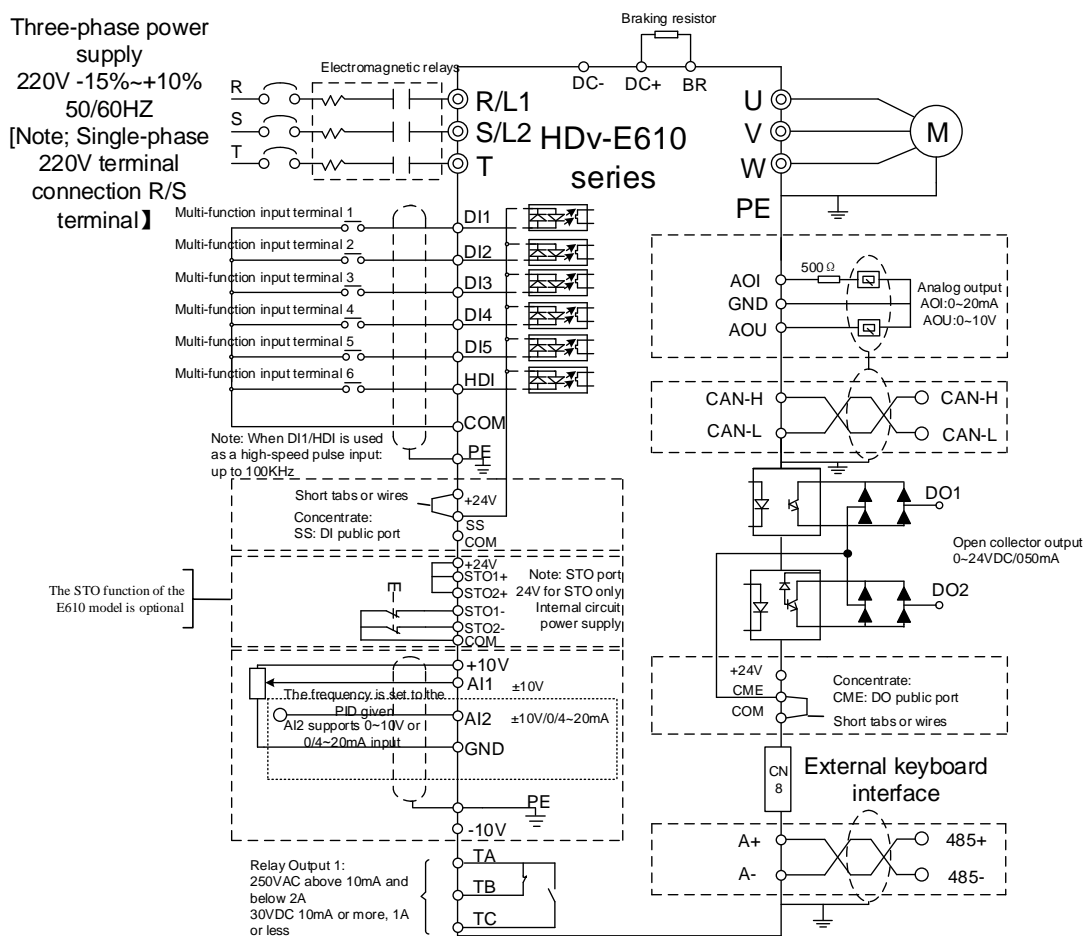 Three-phase power
supply
220V -15%~+10%
50/60HZ
[Note; Single-phase
220V terminal
connection R/S
terminal】
Braking resistor
Electromagnetic relays
DC-
DC+
BR
R
S
T
R/L1
S/L2
T
HDv-E610
series
U
V
W
M
PE
Multi-function input terminal 1
Multi-function input terminal 2
Multi-function input terminal 3
Multi-function input terminal 4
Multi-function input terminal 5
Multi-function input terminal 6
DI1
DI2
DI3
DI4
DI5
HDI
COM
PE
Note: When DI1/HDI is used
as a high-speed pulse input:
up to 100KHz
Short tabs or wires
Concentrate:
SS: DI public port
+24V
SS
COM
The STO function of the
E610 model is optional
E
+24V
STO1+
STO2+
STO1-
STO2-
COM
Note: STO port
24V for STO only
Internal circuit
power supply
+10V
AI1
±10V
The frequency is set to the
PID given
AI2 supports 0~10V or
0/4~20mA input
AI2
±10V/0/4~20mA
GND
PE
-10V
Relay Output 1:
250VAC above 10mA and
below 2A
30VDC 10mA or more, 1A
or less
TA
TB
TC
AOI
GND
AOU
500Ω
Analog output
AOI:0~20mA
AOU:0~10V
CAN-H
CAN-L
CAN-H
CAN-L
DO1
Open collector output
0~24VDC/050mA
DO2
+24V
CME
COM
Concentrate:
CME: DO public port
Short tabs or wires
CN
8
External keyboard
interface
A+
A-
485+
485-